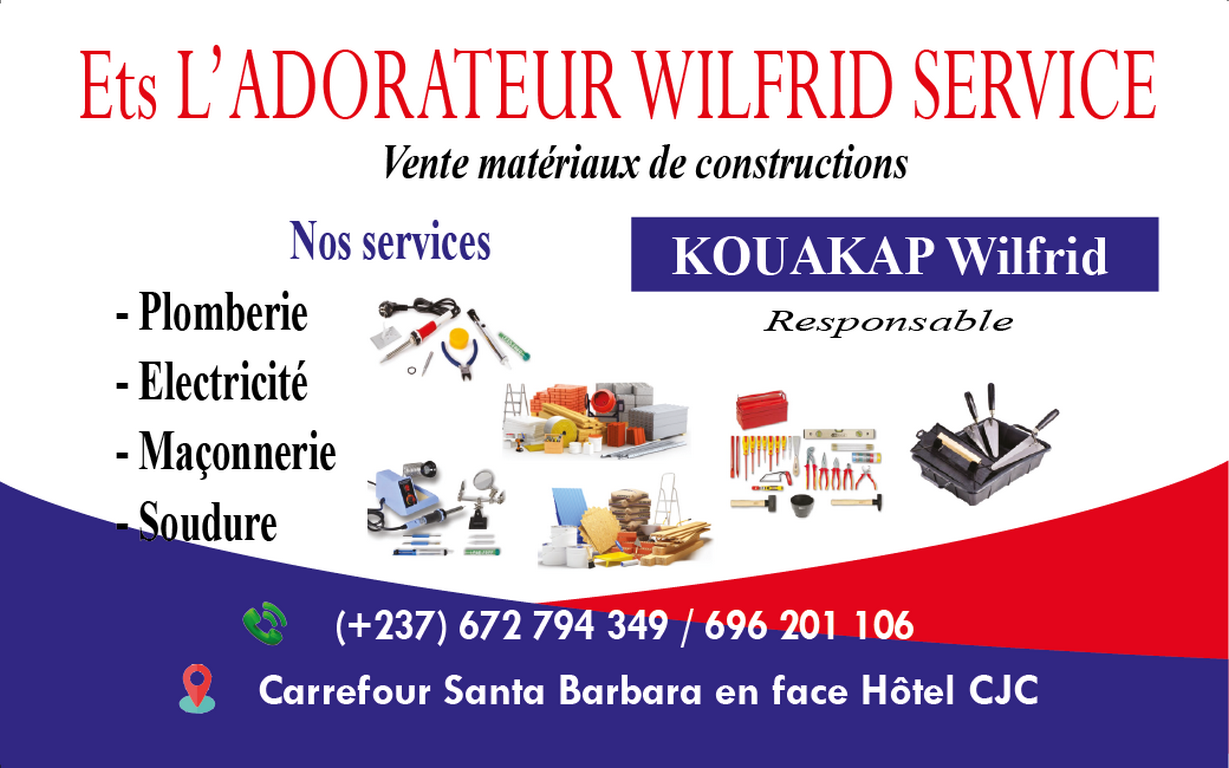 Ets L'ADORATEUR WILFRID SERVICE
Vente matériaux de constructions
Nos services
- Plomberie
- Electricité
- Maçonnerie
- Soudure
KOUAKAP Wilfrid
Responsable
(+237) 672 794 349 / 696 201 106
Carrefour Santa Barbara en face Hôtel CJC